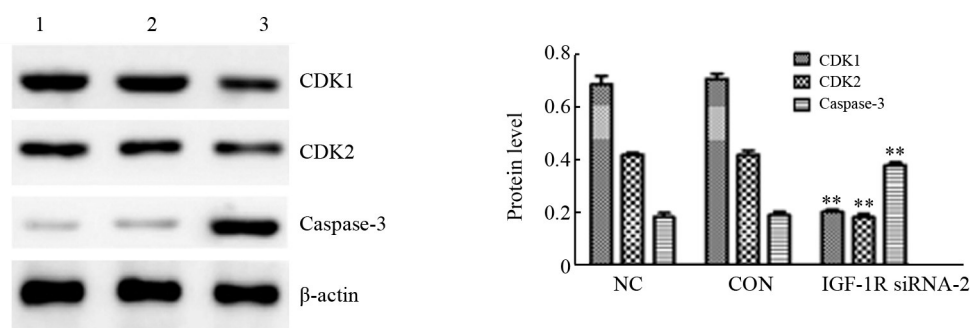 1 2 3
CDK1
CDK2
Caspase-3
β-actin
Protein level
0.8
0.6
0.4
0.2
0
CDK1
CDK2
Caspase-3
** ** **
NC CON IGF-1R siRNA-2